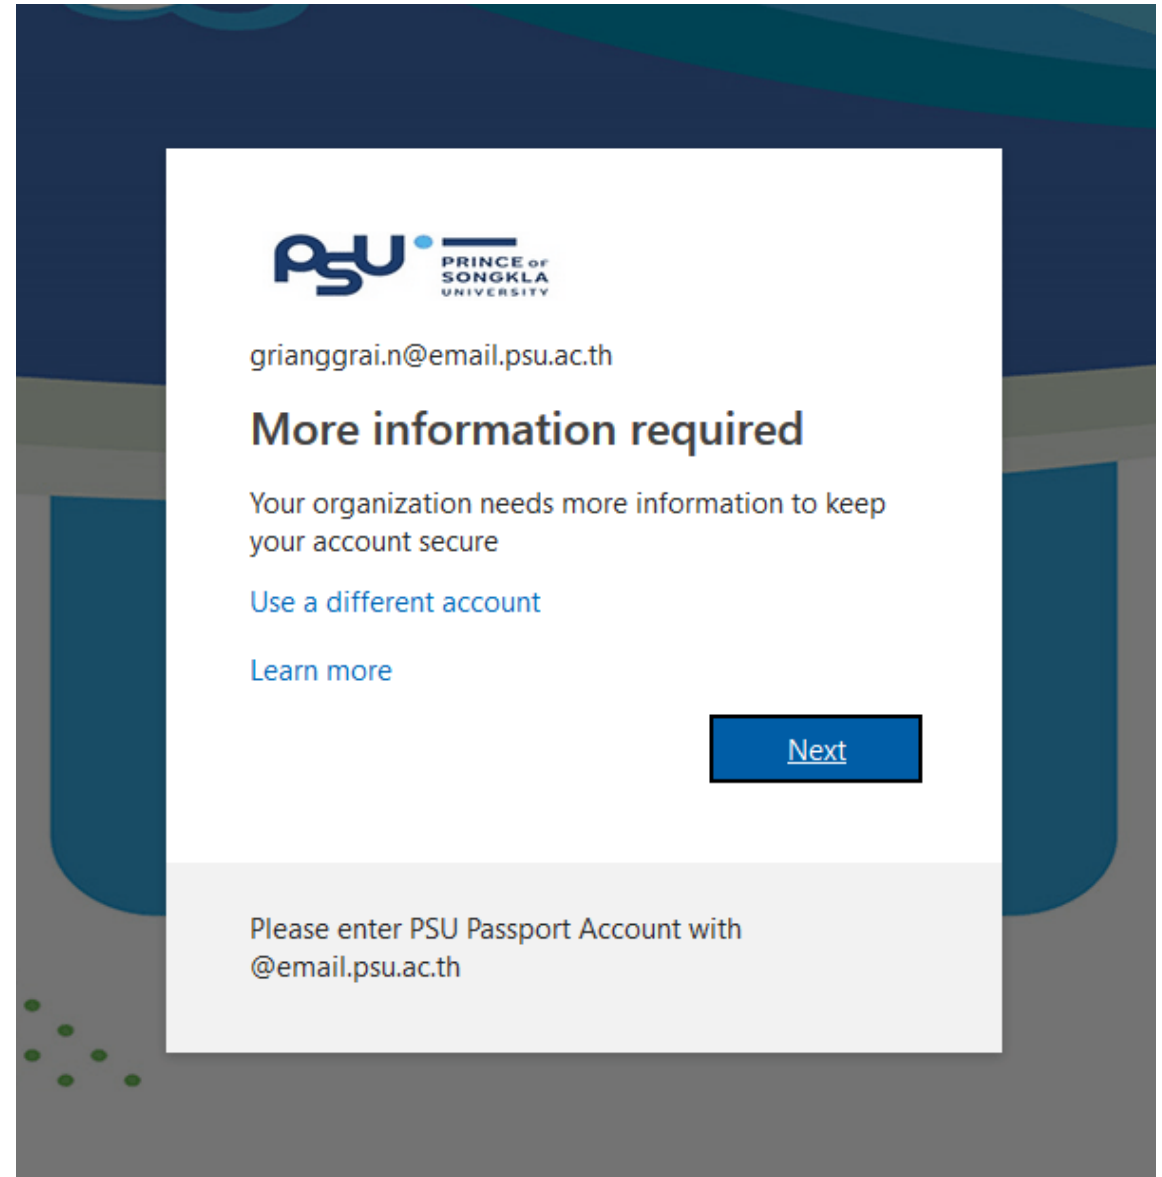 PSU
PRINCE OF
SONGKLA
UNIVERSITY
grianggrai.n@email.psu.ac.th
More information required
Your organization needs more information to keep
your account secure
Use a different account
Learn more
Next
Please enter PSU Passport Account with
@email.psu.ac.th